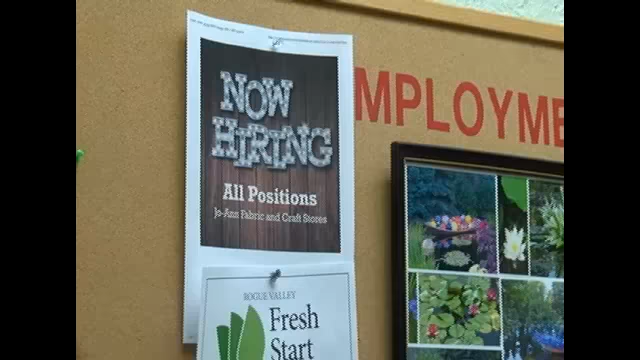 NOW
HIRING
All Positions
Jo-Ann Fabric and Craft Stores
MPLOYME
ROGUE VALLEY
Fresh
Start